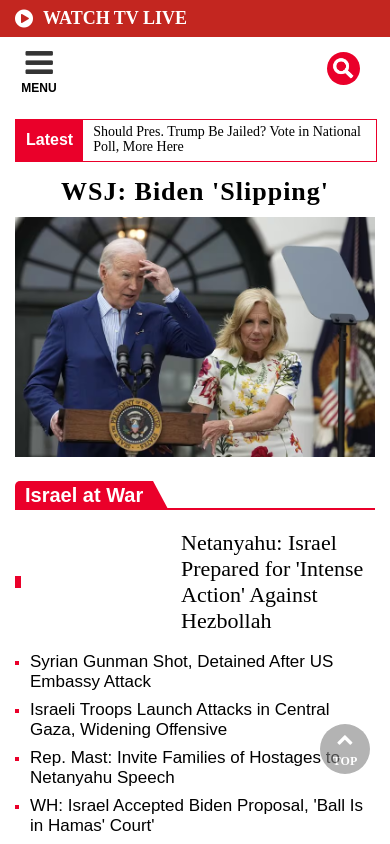 WATCH TV LIVE
MENU
Latest
Should Pres. Trump Be Jailed? Vote in National
Poll, More Here
WSJ: Biden 'Slipping'
Israel at War
Netanyahu: Israel
Prepared for 'Intense
Action' Against
Hezbollah
Syrian Gunman Shot, Detained After US
Embassy Attack
Israeli Troops Launch Attacks in Central
Gaza, Widening Offensive
Rep. Mast: Invite Families of Hostages to
Netanyahu Speech
TOP
WH: Israel Accepted Biden Proposal, 'Ball Is
in Hamas' Court'